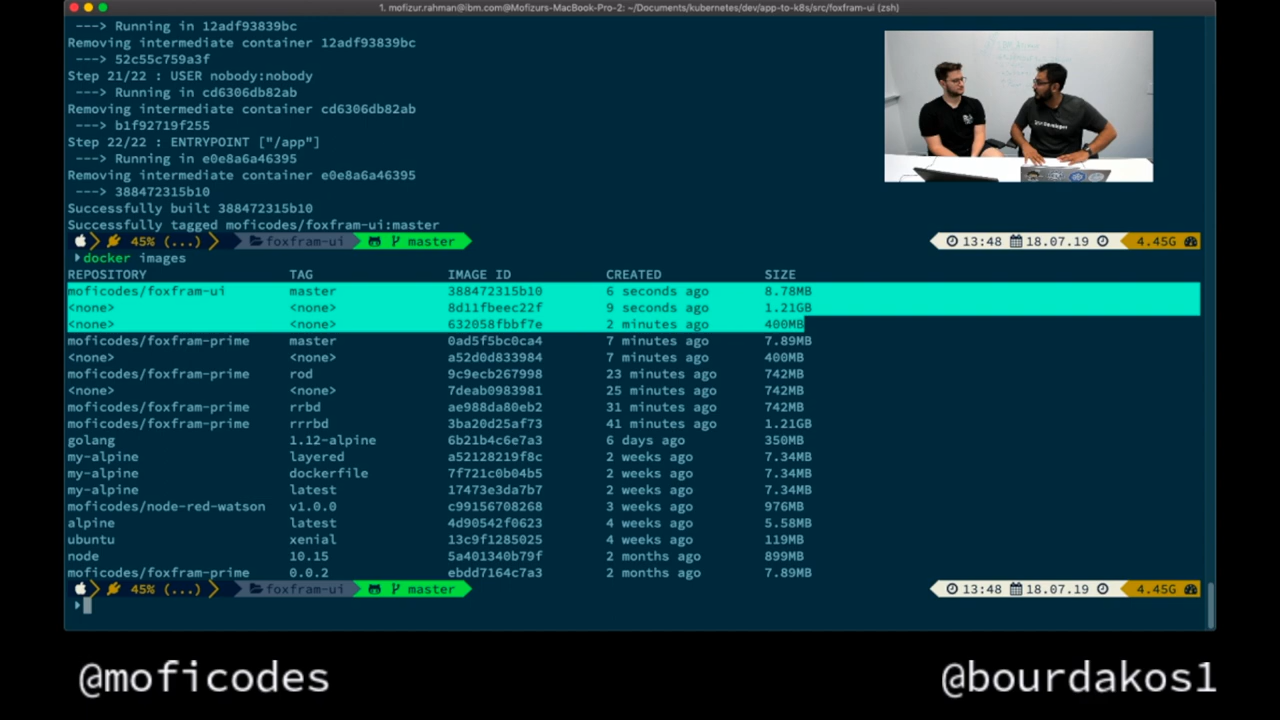 1. mofizur.rahman@ibm.com@Mofizurs-MacBook-Pro-2: ~/Documents/kubernetes/dev/app-to-k8s/src/foxfram-ui (zsh)
---> Running in 12adf93839bc
Removing intermediate container 12adf93839bc
---> 52c55c759a3f
Step 21/22 : USER nobody:nobody
---> Running in cd6306db82ab
Removing intermediate container cd6306db82ab
---> b1f92719f255
Step 22/22 : ENTRYPOINT ["/app"]
---> Running in e0e8a6a46395
Removing intermediate container e0e8a6a46395
---> 388472315b10
Successfully built 388472315b10
Successfully tagged moficodes/foxfram-ui:master
45% (...) foxfram-ui master 13:48 18.07.19 4.45G
docker images
REPOSITORY TAG IMAGE ID CREATED SIZE
moficodes/foxfram-ui master 388472315b10 6 seconds ago 8.78MB
<none> <none> 8d11fbeec22f 9 seconds ago 1.21GB
<none> <none> 632058fbbf7e 2 minutes ago 400MB
moficodes/foxfram-prime master 0ad5f5bc0ca4 7 minutes ago 7.89MB
<none> <none> a52d0d833984 7 minutes ago 400MB
moficodes/foxfram-prime rod 9c9ecb267998 23 minutes ago 742MB
<none> <none> 7deab0983981 25 minutes ago 742MB
moficodes/foxfram-prime rrbd ae988da80eb2 31 minutes ago 742MB
moficodes/foxfram-prime rrrbd 3ba20d25af73 41 minutes ago 1.21GB
golang 1.12-alpine 6b21b4c6e7a3 6 days ago 350MB
my-alpine layered a52128219f8c 2 weeks ago 7.34MB
my-alpine dockerfile 7f721c0b04b5 2 weeks ago 7.34MB
my-alpine latest 17473e3da7b7 2 weeks ago 7.34MB
moficodes/node-red-watson v1.0.0 c99156708268 3 weeks ago 976MB
alpine latest 4d90542f0623 4 weeks ago 5.58MB
ubuntu xenial 13c9f1285025 4 weeks ago 119MB
node 10.15 5a401340b79f 2 months ago 899MB
moficodes/foxfram-prime 0.0.2 ebdd7164c7a3 2 months ago 7.89MB
45% (...) foxfram-ui master 13:48 18.07.19 4.45G
@moficodes @bourdakos1